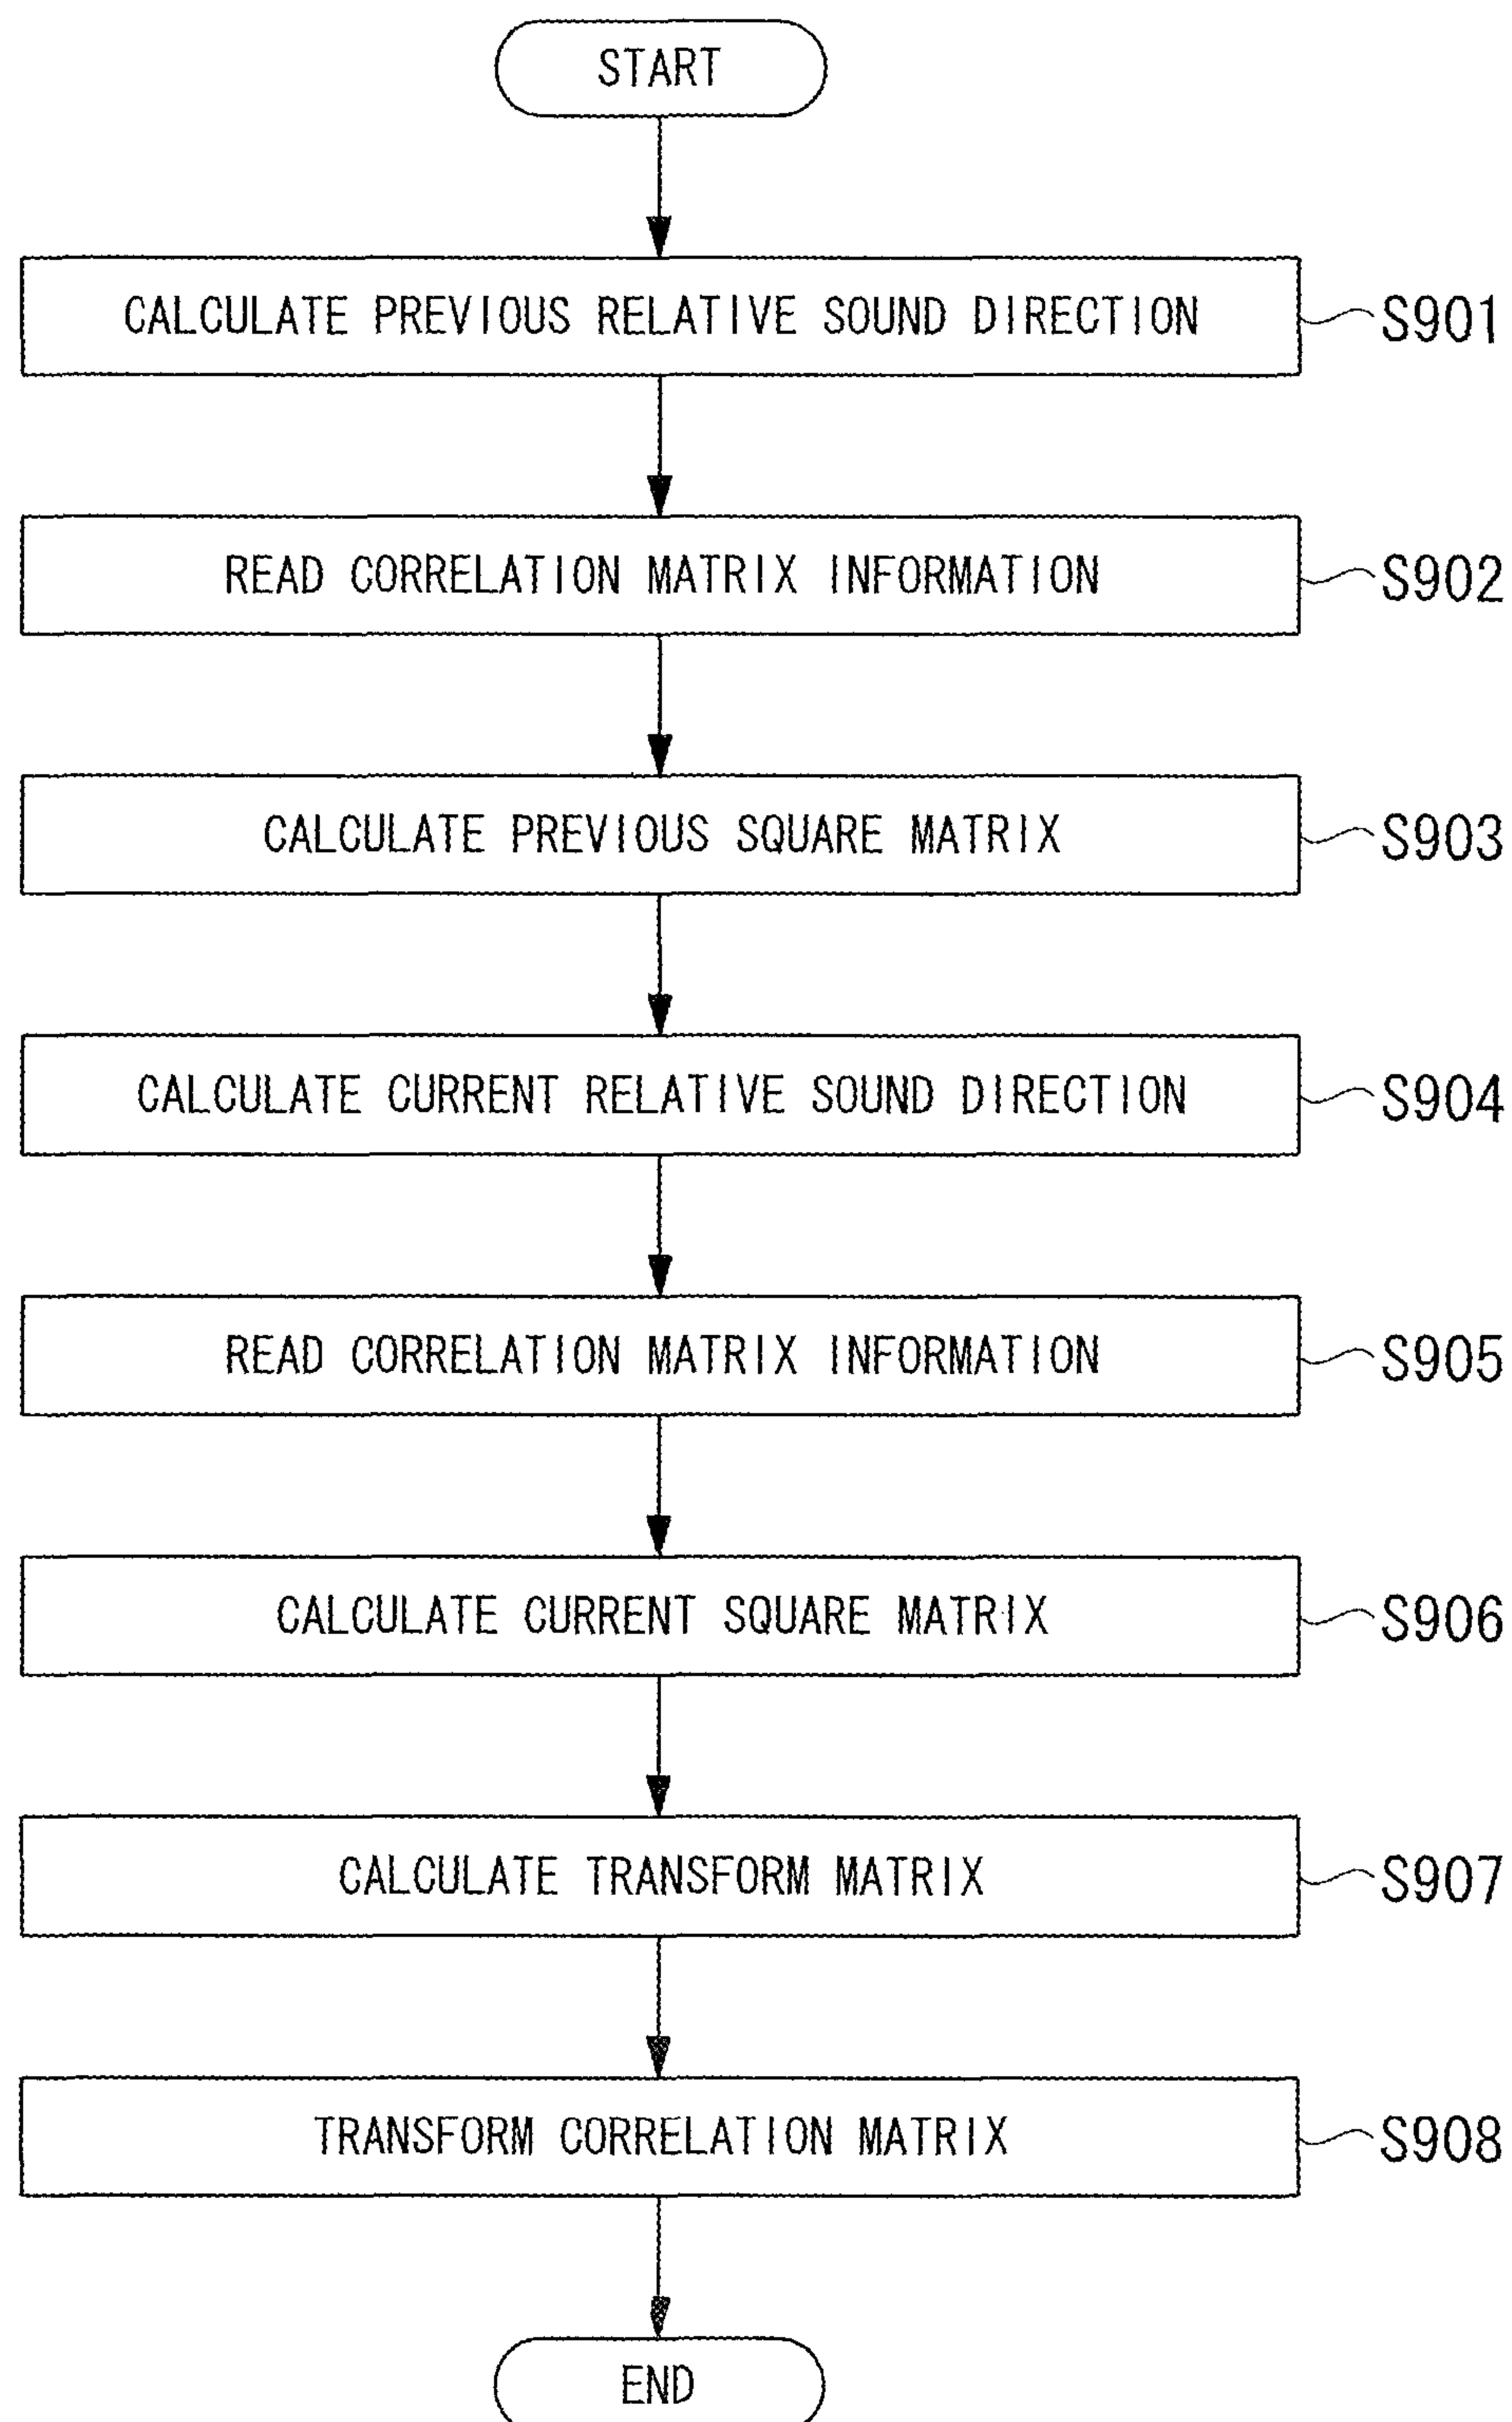 START
CALCULATE PREVIOUS RELATIVE SOUND DIRECTION S901
READ CORRELATION MATRIX INFORMATION S902
CALCULATE PREVIOUS SQUARE MATRIX S903
CALCULATE CURRENT RELATIVE SOUND DIRECTION S904
READ CORRELATION MATRIX INFORMATION S905
CALCULATE CURRENT SQUARE MATRIX S906
CALCULATE TRANSFORM MATRIX S907
TRANSFORM CORRELATION MATRIX S908
END